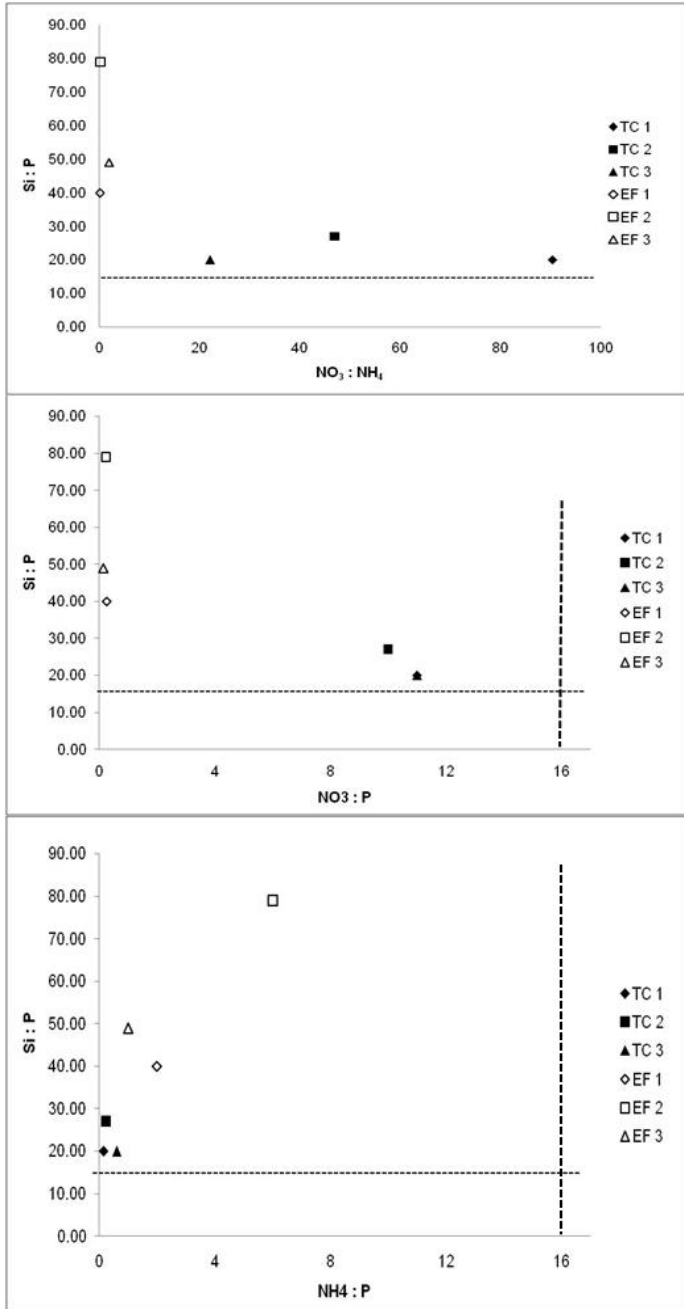 90.00
80.00
70.00
60.00
50.00
40.00
30.00
20.00
10.00
0.00
Si : P
0 20 40 60 80 100
NO₃ : NH₄
TC 1
TC 2
TC 3
EF 1
EF 2
EF 3
90.00
80.00
70.00
60.00
50.00
40.00
30.00
20.00
10.00
0.00
Si : P
0 4 8 12 16
NO3 : P
TC 1
TC 2
TC 3
EF 1
EF 2
EF 3
90.00
80.00
70.00
60.00
50.00
40.00
30.00
20.00
10.00
0.00
Si : P
0 4 8 12 16
NH4 : P
TC 1
TC 2
TC 3
EF 1
EF 2
EF 3